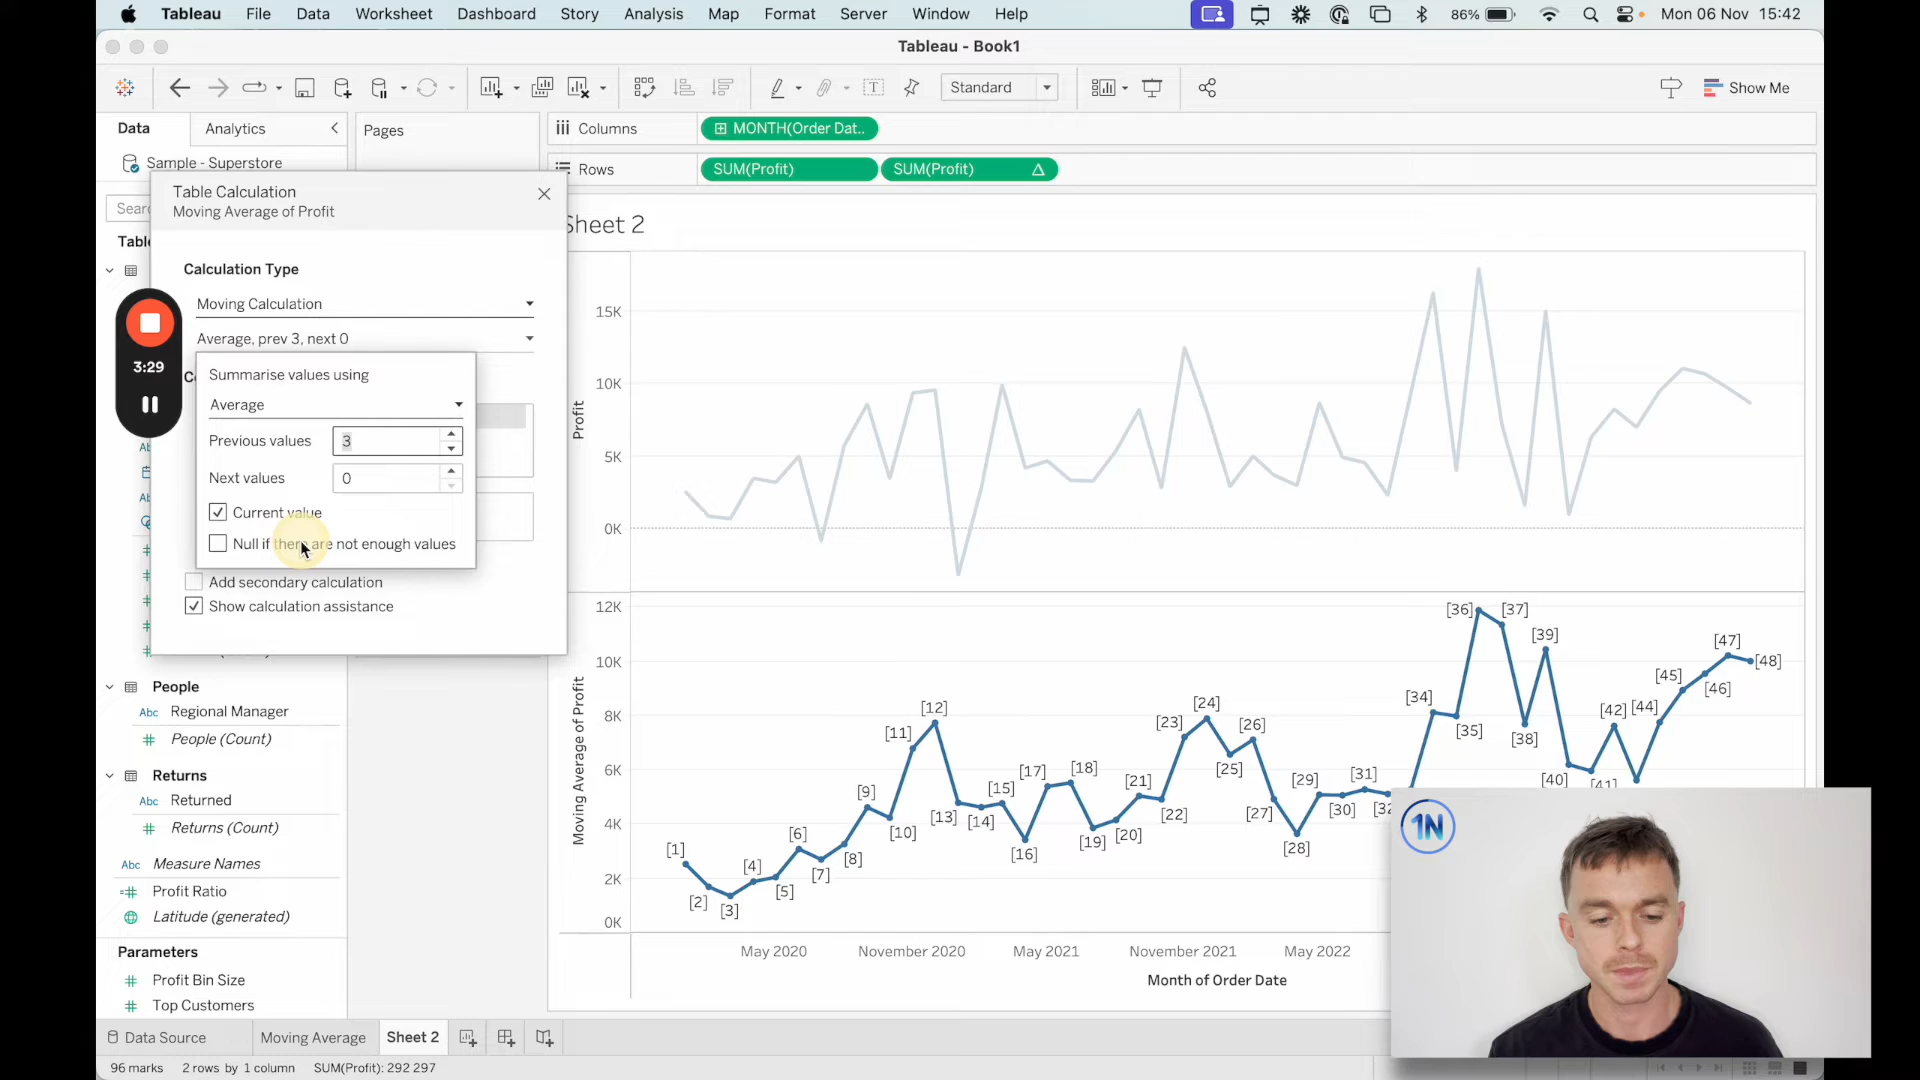 Tableau File Data Worksheet Dashboard Story Analysis Map Format Server Window Help 86% Mon 06 Nov 15:42
Tableau - Book1
Standard Show Me
Data Analytics
Sample - Superstore
Pages
Columns MONTH(Order Dat..
Rows SUM(Profit) SUM(Profit)
Table Calculation
Moving Average of Profit
Calculation Type
Moving Calculation
Average, prev 3, next 0
Summarise values using
Average
Previous values 3
Next values 0
Current value
Null if there are not enough values
Add secondary calculation
Show calculation assistance
3:29
People
Abc Regional Manager
People (Count)
Returns
Abc Returned
Returns (Count)
Abc Measure Names
Profit Ratio
Latitude (generated)
Parameters
Profit Bin Size
Top Customers
Sheet 2
Profit
15K
10K
5K
0K
Moving Average of Profit
12K
10K
8K
6K
4K
2K
0K
[1]
[2]
[3]
[4]
[5]
[6]
[7]
[8]
[9]
[10]
[11]
[12]
[13]
[14]
[15]
[16]
[17]
[18]
[19]
[20]
[21]
[22]
[23]
[24]
[25]
[26]
[27]
[28]
[29]
[30]
[31]
[34]
[35]
[36]
[37]
[38]
[39]
[40]
[42]
[44]
[45]
[46]
[47]
[48]
May 2020 November 2020 May 2021 November 2021 May 2022
Month of Order Date
1N
Data Source Moving Average Sheet 2
96 marks 2 rows by 1 column SUM(Profit): 292 297